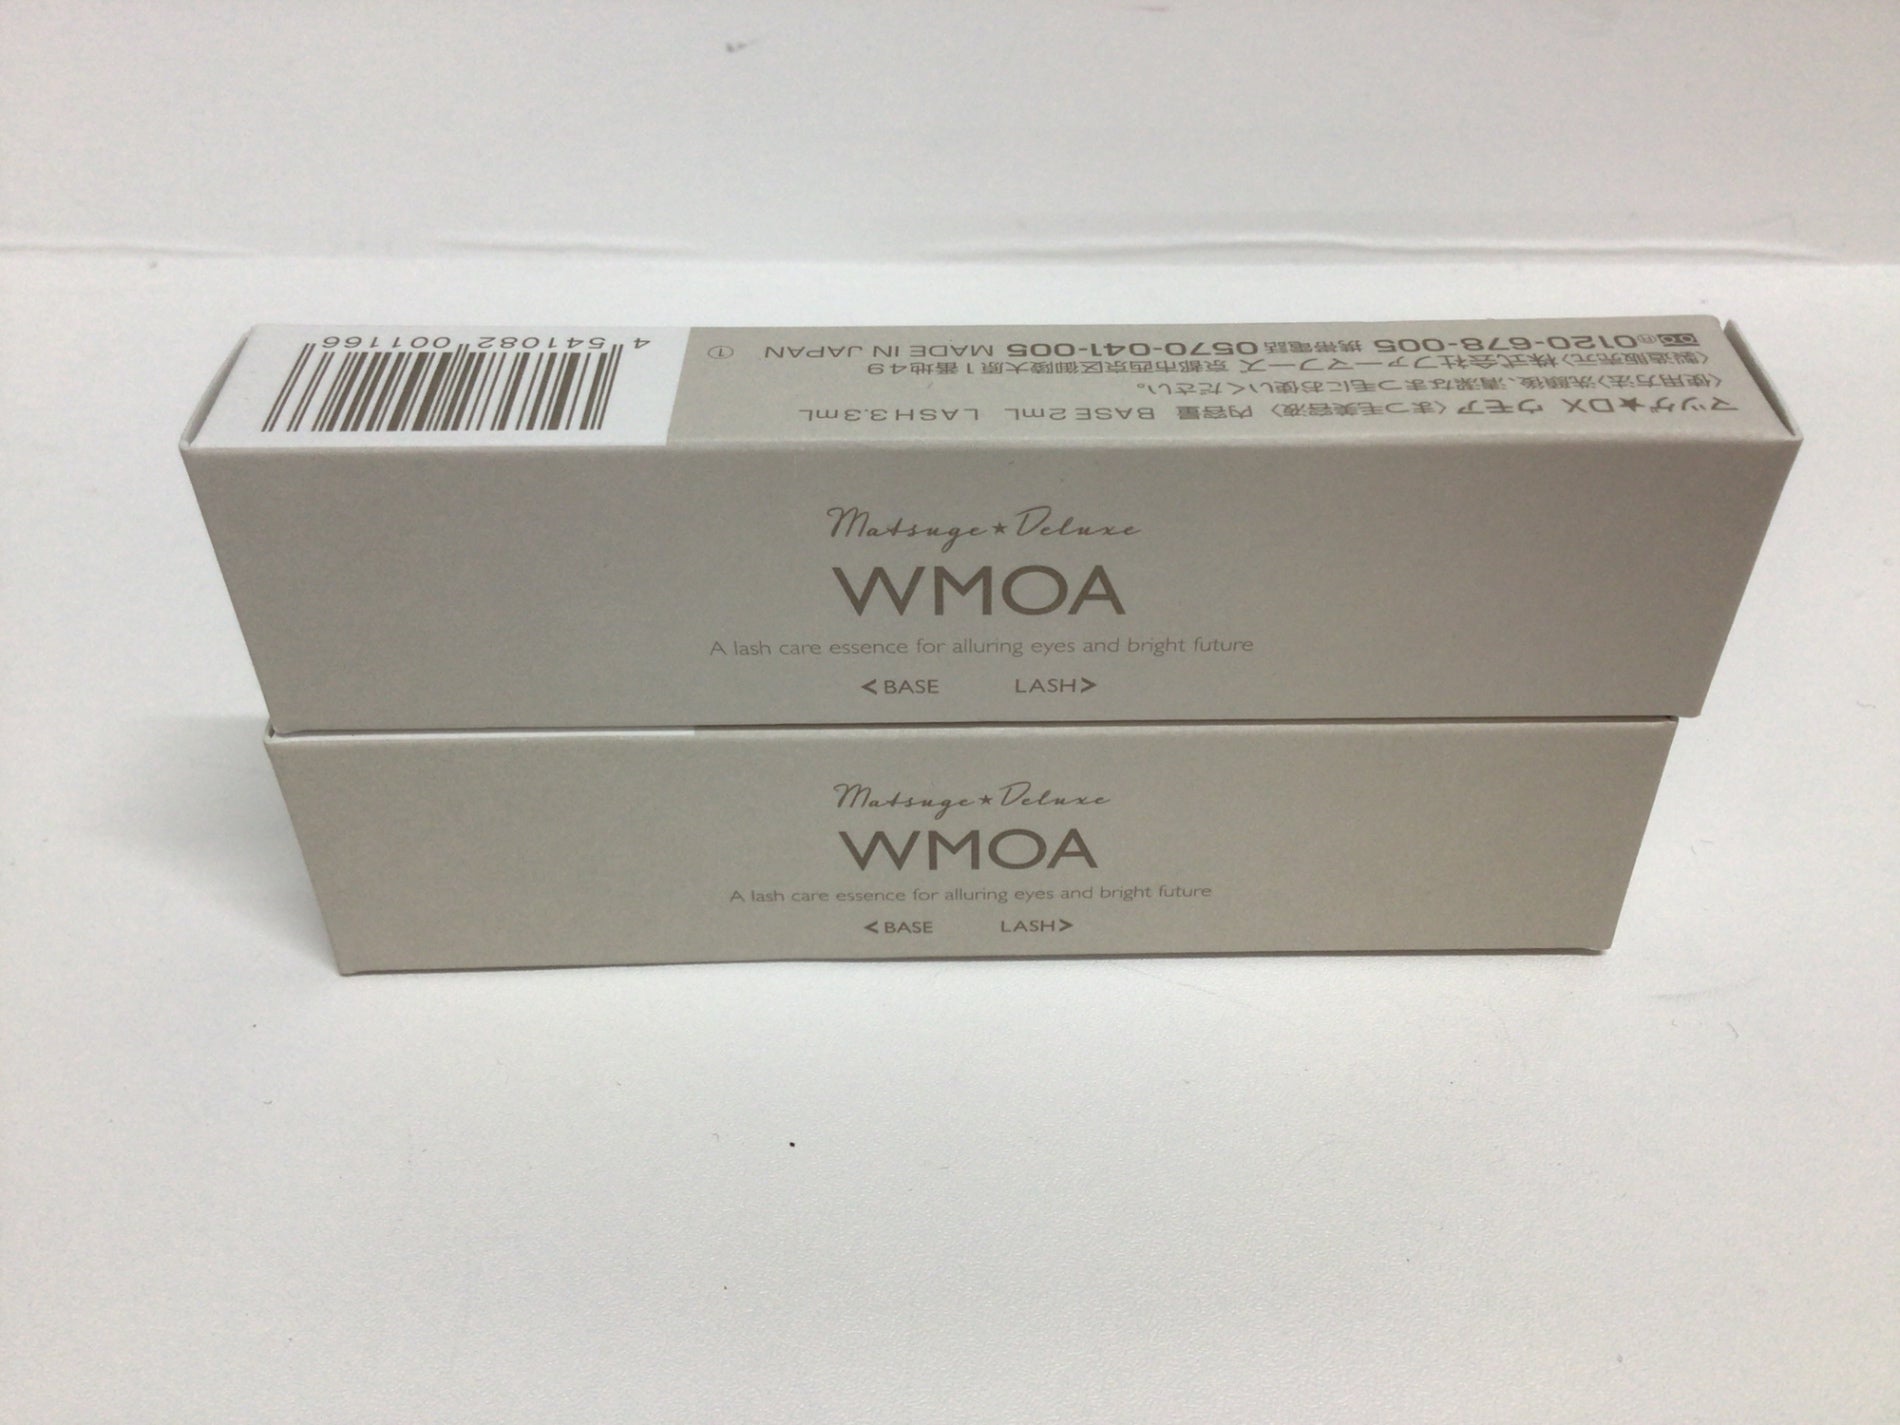 マツゲ★DX ウモア〈まつ毛美容液〉 内容量 BASE 2mL LASH 3.3mL
〈使用方法〉洗顔後、清潔なまつ毛にお使いください。
〈製造販売元〉株式会社ファーマフーズ 京都市西京区御陵大原1番地49
0120-678-005 携帯電話 0570-041-005 MADE IN JAPAN ①
4 541082 001166
Matsuge★Deluxe
WMOA
A lash care essence for alluring eyes and bright future
<BASE LASH>
Matsuge★Deluxe
WMOA
A lash care essence for alluring eyes and bright future
<BASE LASH>